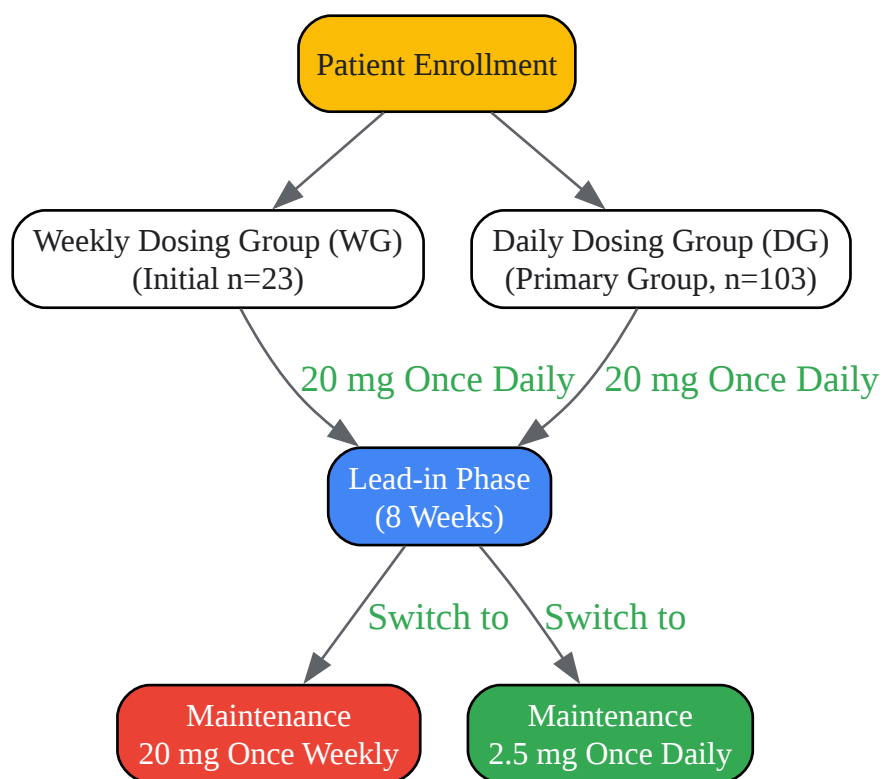 Patient Enrollment
Weekly Dosing Group (WG)
(Initial n=23)
Daily Dosing Group (DG)
(Primary Group, n=103)
20 mg Once Daily
20 mg Once Daily
Lead-in Phase
(8 Weeks)
Switch to
Switch to
Maintenance
20 mg Once Weekly
Maintenance
2.5 mg Once Daily